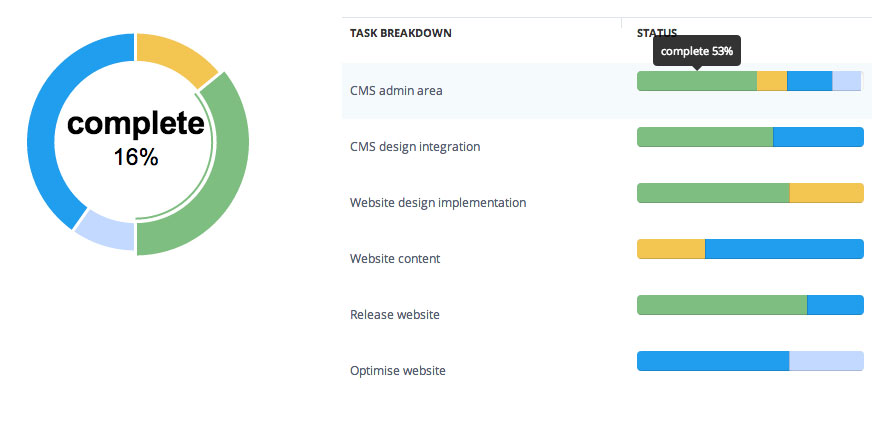 complete
16%
TASK BREAKDOWN
STATUS
complete 53%
CMS admin area
CMS design integration
Website design implementation
Website content
Release website
Optimise website